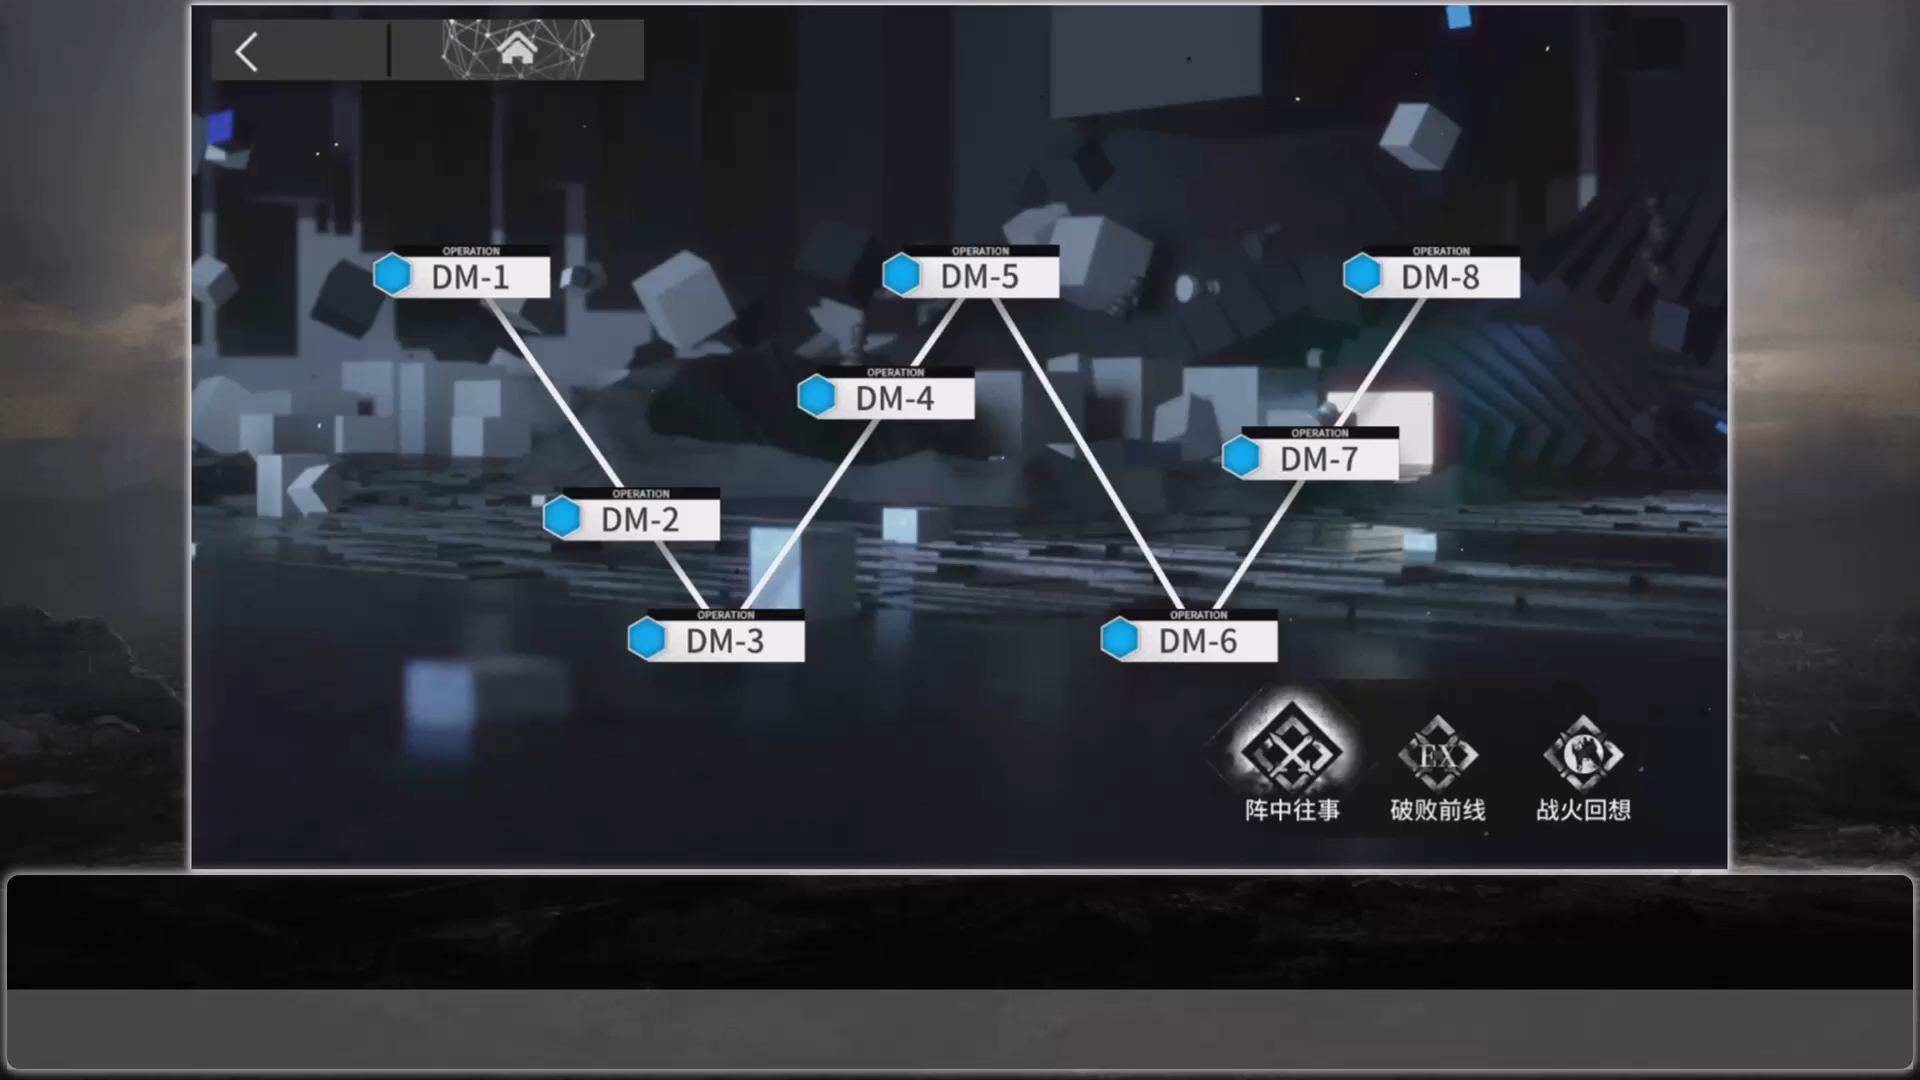 OPERATION
DM-1
OPERATION
DM-5
OPERATION
DM-8
OPERATION
DM-4
OPERATION
DM-7
OPERATION
DM-2
OPERATION
DM-3
OPERATION
DM-6
EX
阵中往事
破败前线
战火回想